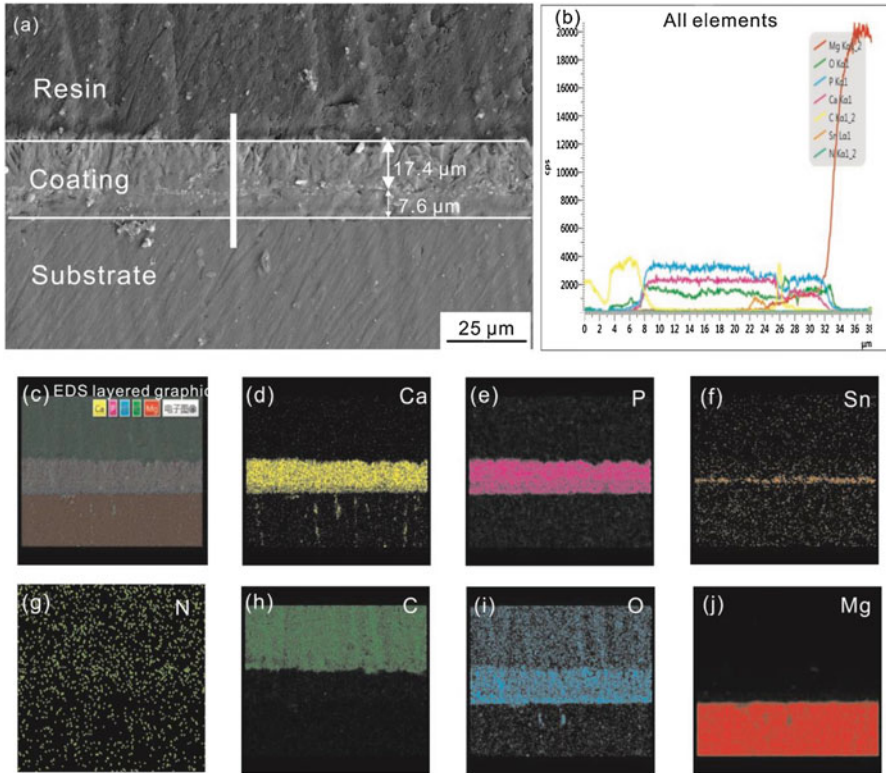 (a)
Resin
Coating
17.4 μm
7.6 μm
Substrate
25 μm
(b)
All elements
cps
20000
18000
16000
14000
12000
10000
8000
6000
4000
2000
0 2 4 6 8 10 12 14 16 18 20 22 24 26 28 30 32 34 36 38
μm
Mg Kα1_2
O Kα1
P Kα1
Ca Kα1
C Kα1_2
Sn Lα1
N Kα1_2
(c) EDS layered graphic
Ca
Mg
电子图像
(d) Ca
(e) P
(f) Sn
(g) N
(h) C
(i) O
(j) Mg